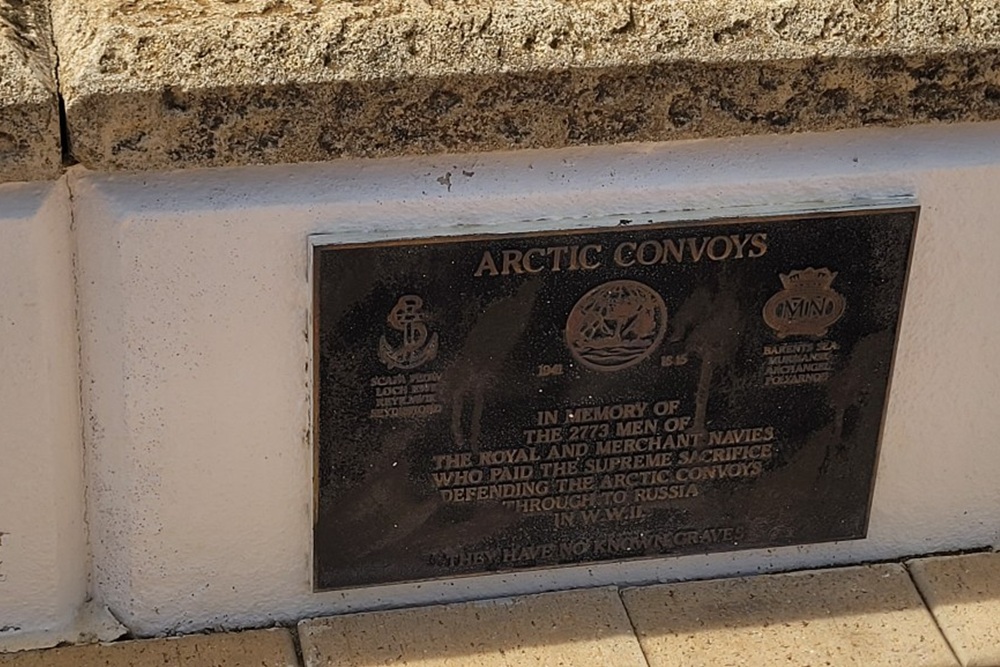 ARCTIC CONVOYS
MN
SCAPA FLOW
LOCH EWE
REYKJAVIK
SEYDISFJORD
1941 1945
BARENTS SEA
MURMANSK
ARCHANGEL
POLYARNOE
IN MEMORY OF
THE 2773 MEN OF
THE ROYAL AND MERCHANT NAVIES
WHO PAID THE SUPREME SACRIFICE
DEFENDING THE ARCTIC CONVOYS
THROUGH TO RUSSIA
IN W.W.II.
THEY HAVE NO KNOWN GRAVES